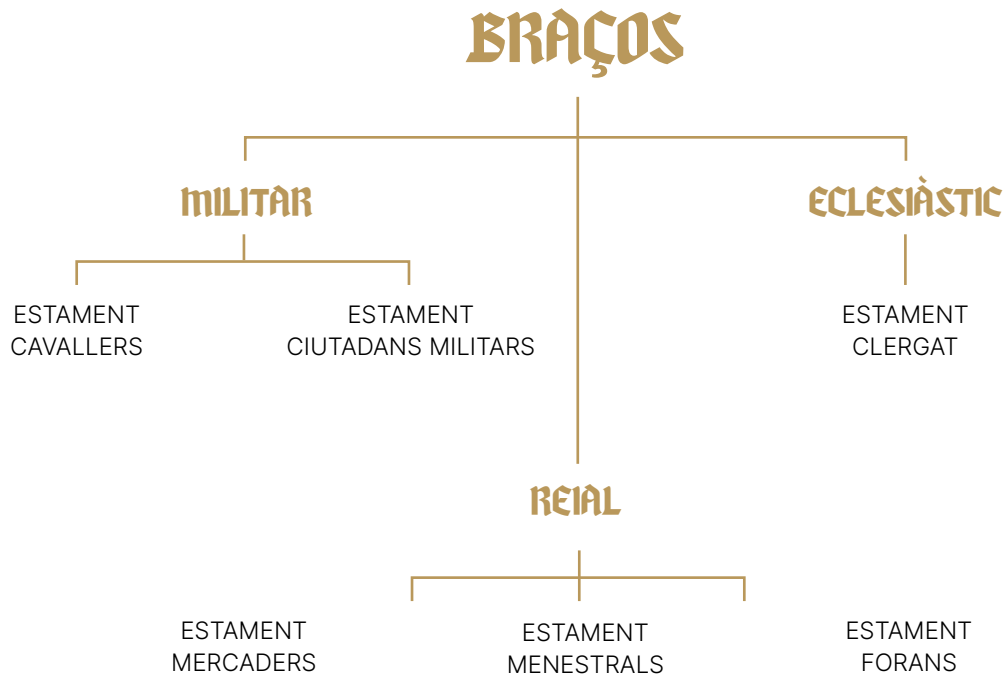 BRAÇOS
MILITAR
ECLESIÀSTIC
ESTAMENT
CAVALLERS
ESTAMENT
CIUTADANS MILITARS
ESTAMENT
CLERGAT
REIAL
ESTAMENT
MERCADERS
ESTAMENT
MENESTRALS
ESTAMENT
FORANS